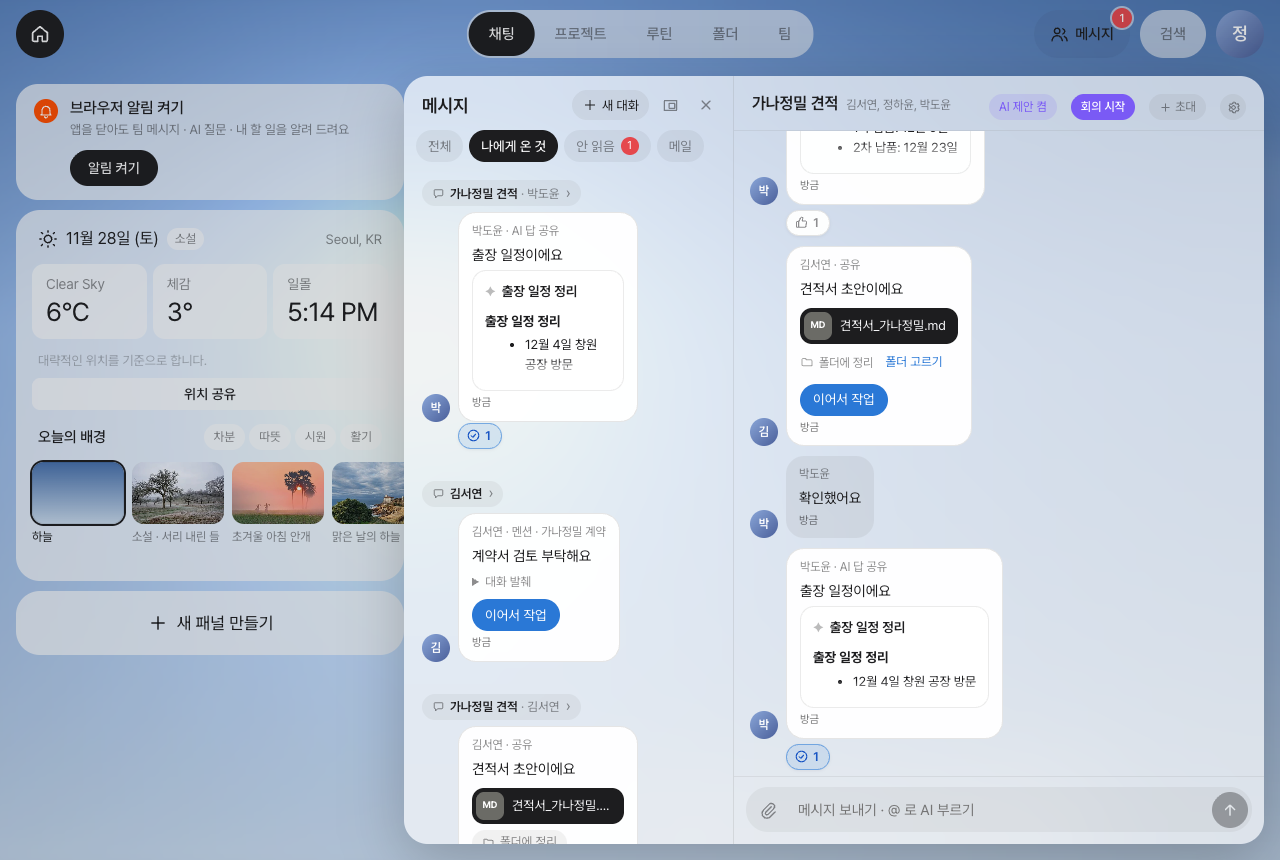 채팅
프로젝트
루틴
폴더
팀
메시지
1
검색
정
브라우저 알림 켜기
앱을 닫아도 팀 메시지 · AI 질문 · 내 할 일을 알려 드려요
알림 켜기
11월 28일 (토)
소설
Seoul, KR
Clear Sky
6°C
체감
3°
일몰
5:14 PM
대략적인 위치를 기준으로 합니다.
위치 공유
오늘의 배경
차분
따뜻
시원
활기
하늘
소설 · 서리 내린 들
초겨울 아침 안개
맑은 날의 하늘
새 패널 만들기
메시지
새 대화
전체
나에게 온 것
안 읽음 1
메일
가나정밀 견적 · 박도윤 ›
박도윤 · AI 답 공유
출장 일정이에요
출장 일정 정리
출장 일정 정리
• 12월 4일 창원
공장 방문
방금
박
1
김서연 ›
김서연 · 멘션 · 가나정밀 계약
계약서 검토 부탁해요
대화 발췌
이어서 작업
방금
김
가나정밀 견적 · 김서연 ›
김서연 · 공유
견적서 초안이에요
MD 견적서_가나정밀....
폴더에 정리
가나정밀 견적 김서연, 정하윤, 박도윤
AI 제안 켬
회의 시작
초대
• 2차 납품: 12월 23일
방금
박
1
김서연 · 공유
견적서 초안이에요
MD 견적서_가나정밀.md
폴더에 정리 폴더 고르기
이어서 작업
방금
김
박도윤
확인했어요
방금
박
박도윤 · AI 답 공유
출장 일정이에요
출장 일정 정리
출장 일정 정리
• 12월 4일 창원 공장 방문
방금
박
1
메시지 보내기 · @ 로 AI 부르기